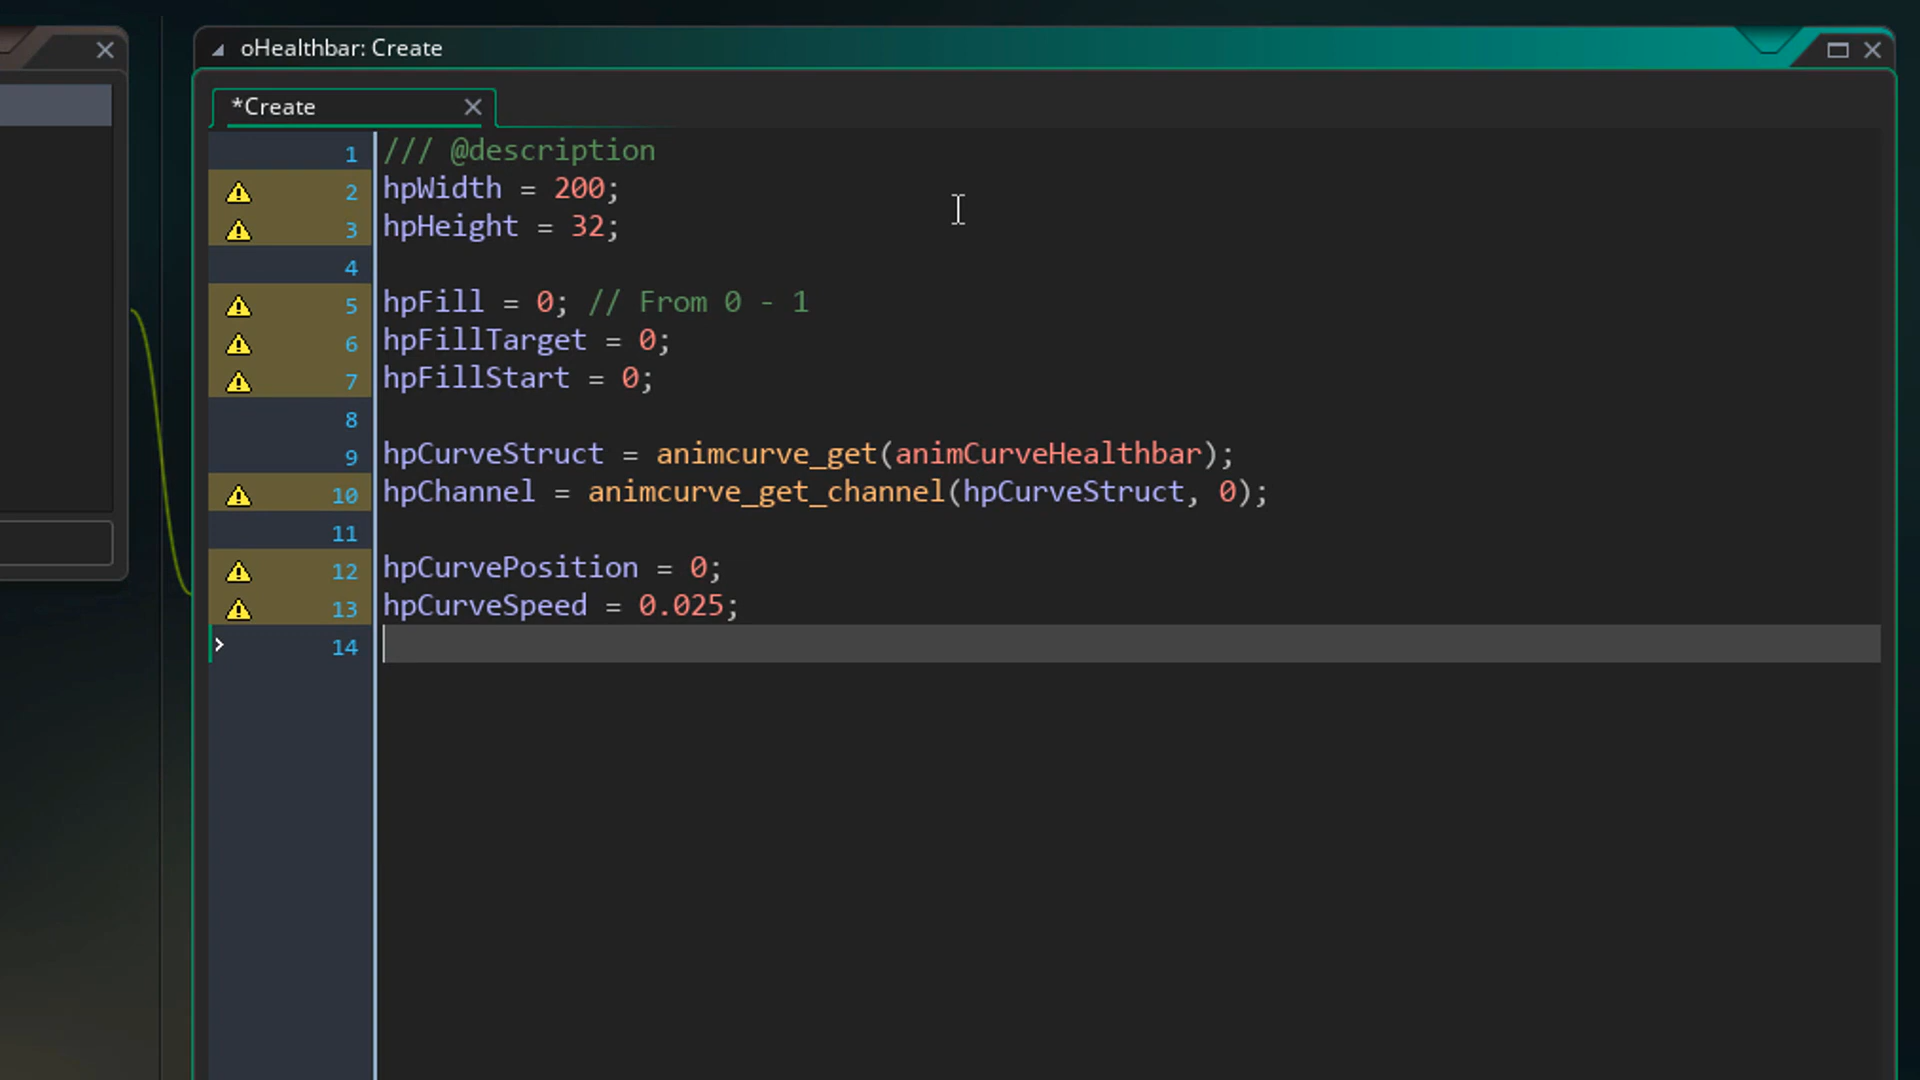 oHealthbar: Create
*Create
1 /// @description
2 hpWidth = 200;
3 hpHeight = 32;
4
5 hpFill = 0; // From 0 - 1
6 hpFillTarget = 0;
7 hpFillStart = 0;
8
9 hpCurveStruct = animcurve_get(animCurveHealthbar);
10 hpChannel = animcurve_get_channel(hpCurveStruct, 0);
11
12 hpCurvePosition = 0;
13 hpCurveSpeed = 0.025;
14